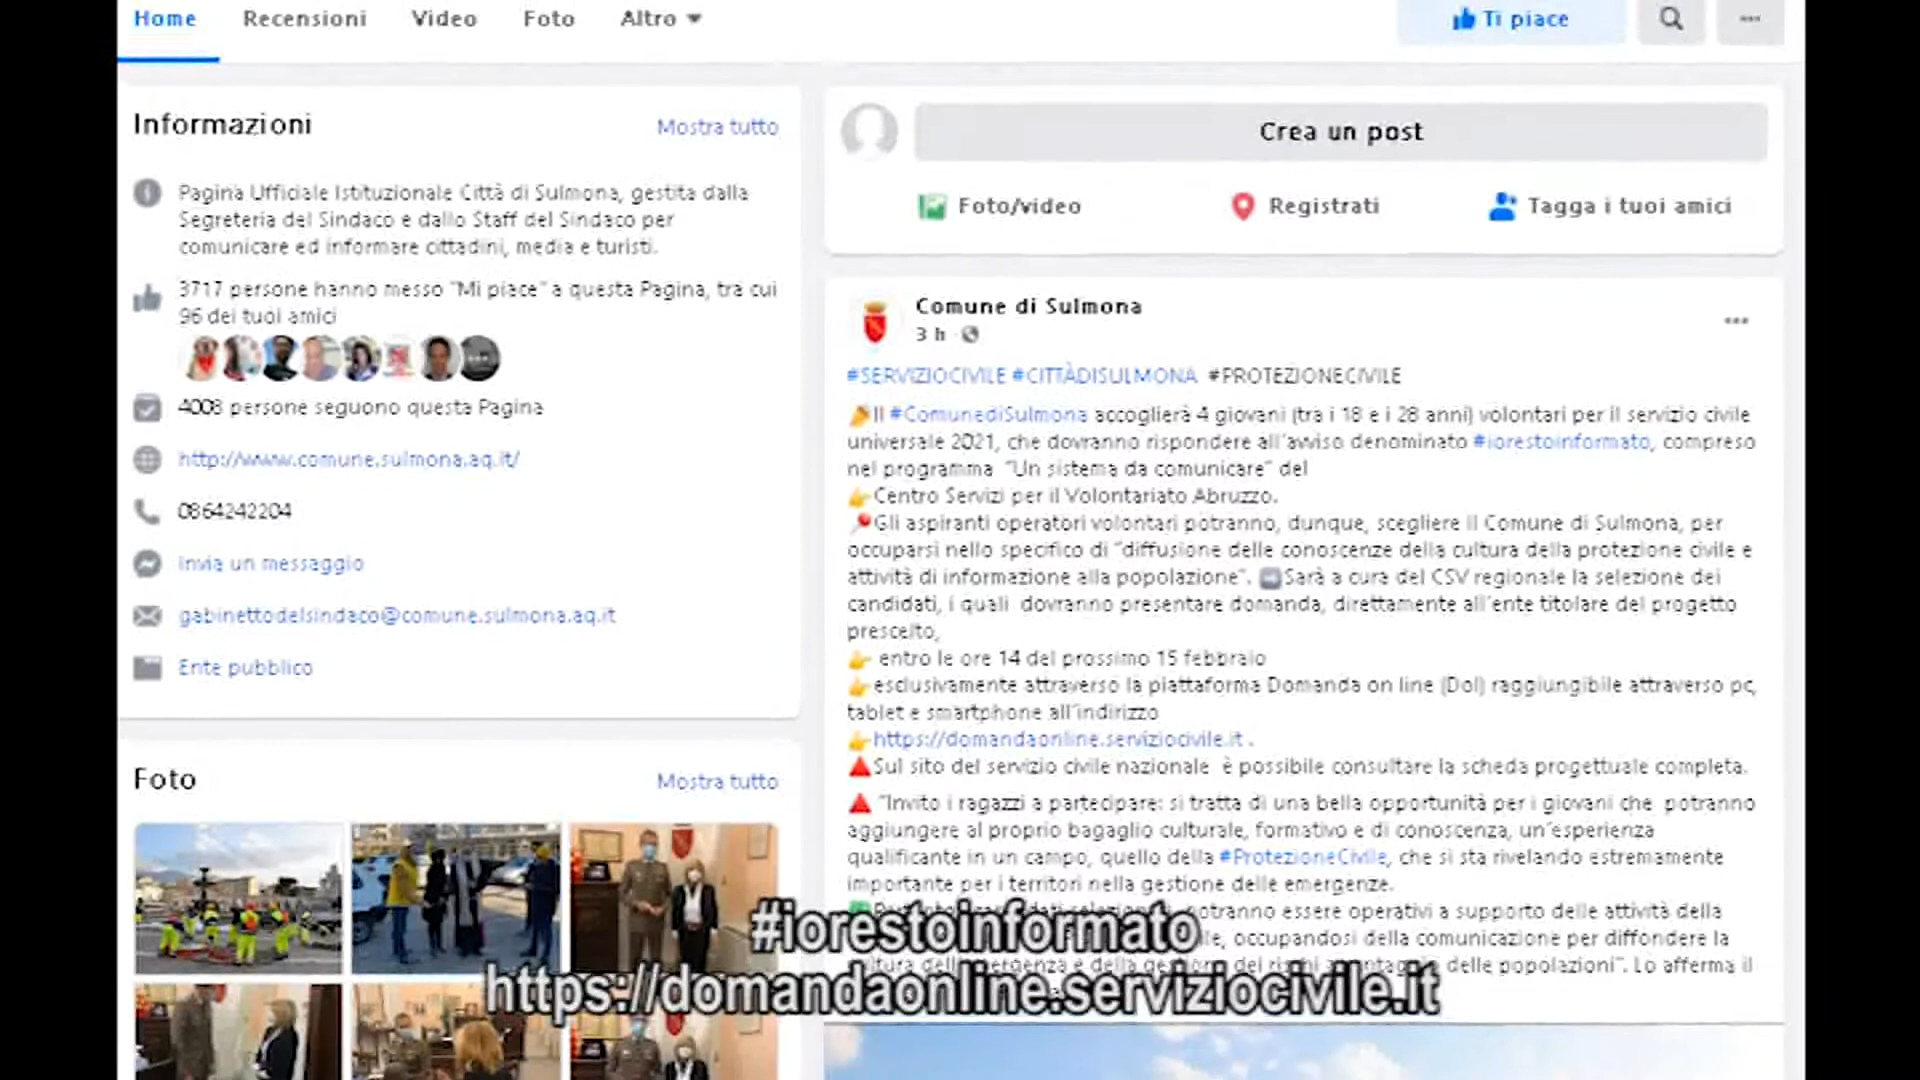 Home Recensioni Video Foto Altro Ti piace
Informazioni Mostra tutto
Pagina Ufficiale Istituzionale Città di Sulmona, gestita dalla
Segreteria del Sindaco e dallo Staff del Sindaco per
comunicare ed informare cittadini, media e turisti.
3717 persone hanno messo "Mi piace" a questa Pagina, tra cui
96 dei tuoi amici
4008 persone seguono questa Pagina
http://www.comune.sulmona.aq.it/
0864242204
Invia un messaggio
gabinettodelsindaco@comune.sulmona.aq.it
Ente pubblico
Foto Mostra tutto
Crea un post
Foto/video Registrati Tagga i tuoi amici
Comune di Sulmona
3 h
#SERVIZIOCIVILE #CITTÀDISULMONA #PROTEZIONECIVILE
Il #ComunediSulmona accoglierà 4 giovani (tra i 18 e i 28 anni) volontari per il servizio civile
universale 2021, che dovranno rispondere all'avviso denominato #iorestoinformato, compreso
nel programma "Un sistema da comunicare" del
Centro Servizi per il Volontariato Abruzzo.
Gli aspiranti operatori volontari potranno, dunque, scegliere il Comune di Sulmona, per
occuparsi nello specifico di "diffusione delle conoscenze della cultura della protezione civile e
attività di informazione alla popolazione". Sarà a cura del CSV regionale la selezione dei
candidati, i quali dovranno presentare domanda, direttamente all'ente titolare del progetto
prescelto,
entro le ore 14 del prossimo 15 febbraio
esclusivamente attraverso la piattaforma Domanda on line (Dol) raggiungibile attraverso pc,
tablet e smartphone all'indirizzo
https://domandaonline.serviziocivile.it .
Sul sito del servizio civile nazionale è possibile consultare la scheda progettuale completa.
"Invito i ragazzi a partecipare: si tratta di una bella opportunità per i giovani che potranno
aggiungere al proprio bagaglio culturale, formativo e di conoscenza, un'esperienza
qualificante in un campo, quello della #ProtezioneCivile, che si sta rivelando estremamente
importante per i territori nella gestione delle emergenze.
potranno essere operativi a supporto delle attività della
occupandosi della comunicazione per diffondere la
delle popolazioni". Lo afferma il
#iorestoinformato
https://domandaonline.serviziocivile.it